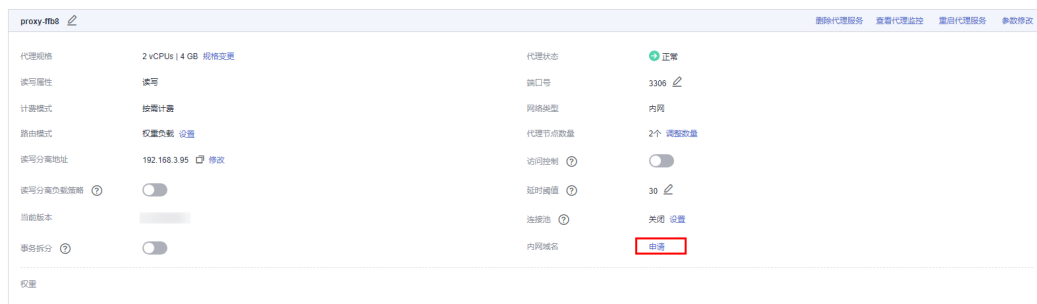 proxy-ffb8 删除代理服务 查看代理监控 重启代理服务 参数修改
代理规格 2 vCPUs | 4 GB 规格变更 代理状态 正常
读写属性 读写 端口号 3306
计费模式 按需计费 网络类型 内网
路由模式 权重负载 设置 代理节点数量 2个 调整数量
读写分离地址 192.168.3.95 修改 访问控制 ?
读写分离负载策略 ? 延时阈值 ? 30
当前版本 连接池 ? 关闭 设置
事务拆分 ? 内网域名 申请
权重